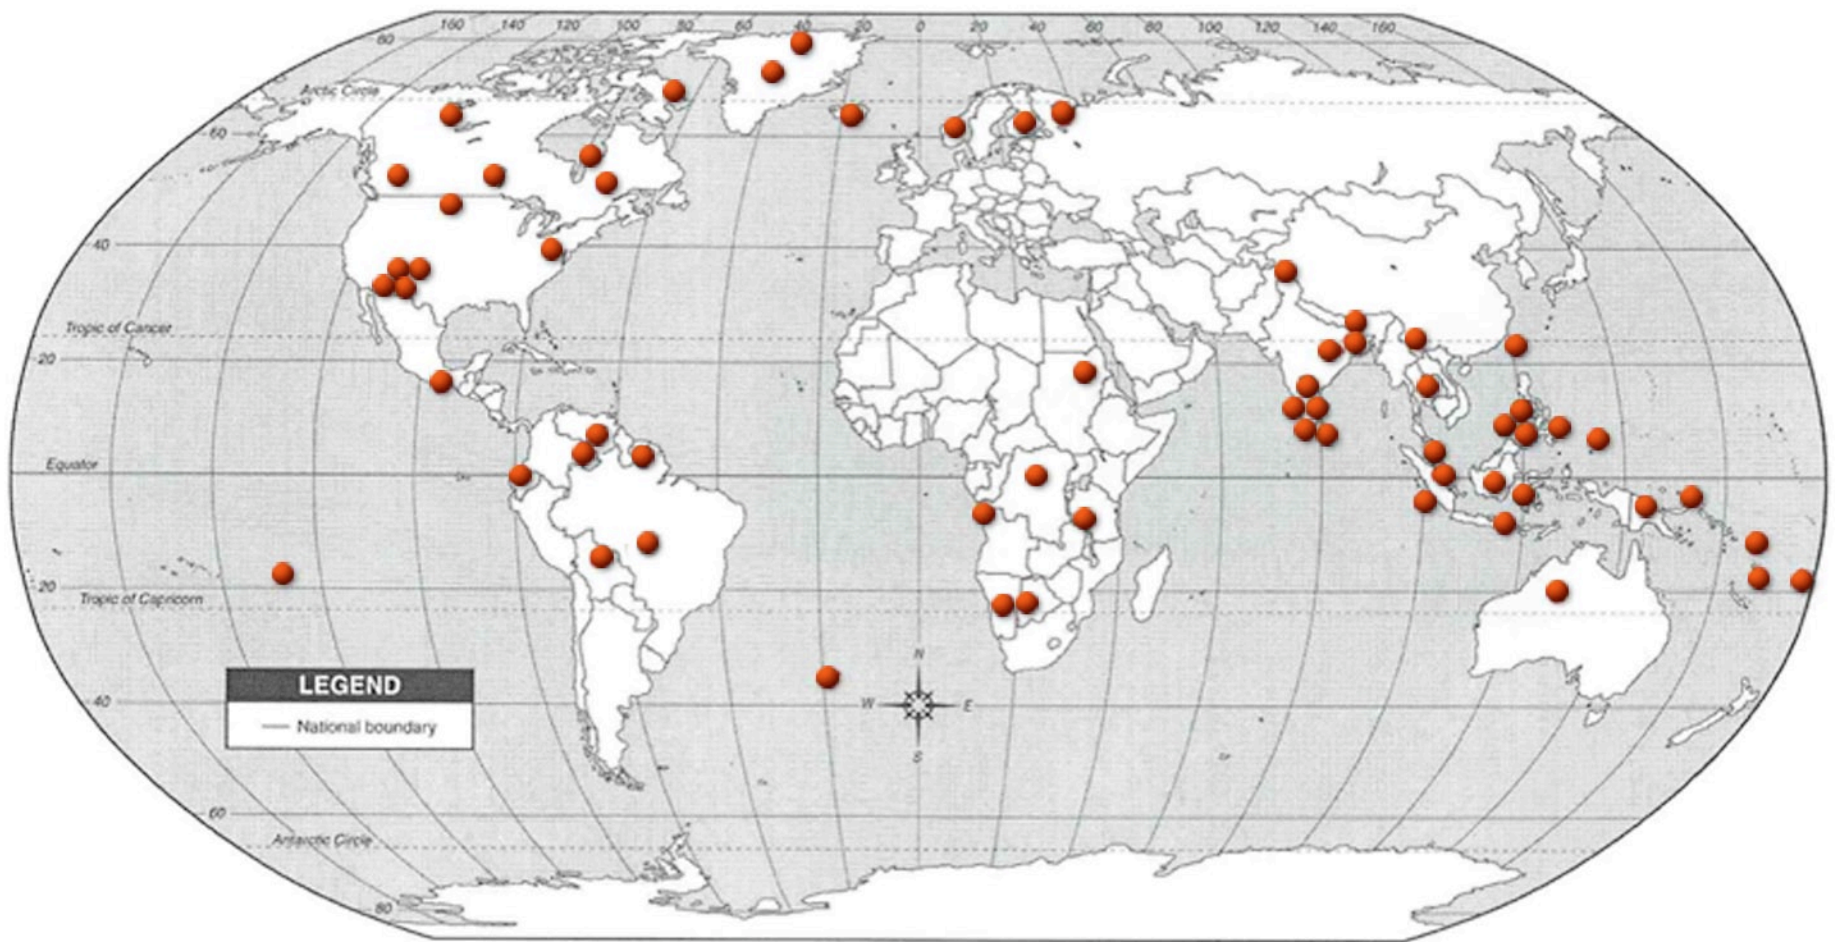 160 140 120 100 80 60 40 20 0 20 40 60 80 100 120 140 160
80
Arctic Circle
60
40
Tropic of Cancer
20
Equator
0
20
Tropic of Capricorn
N
W E
S
LEGEND
National boundary
40
60
Antarctic Circle
80